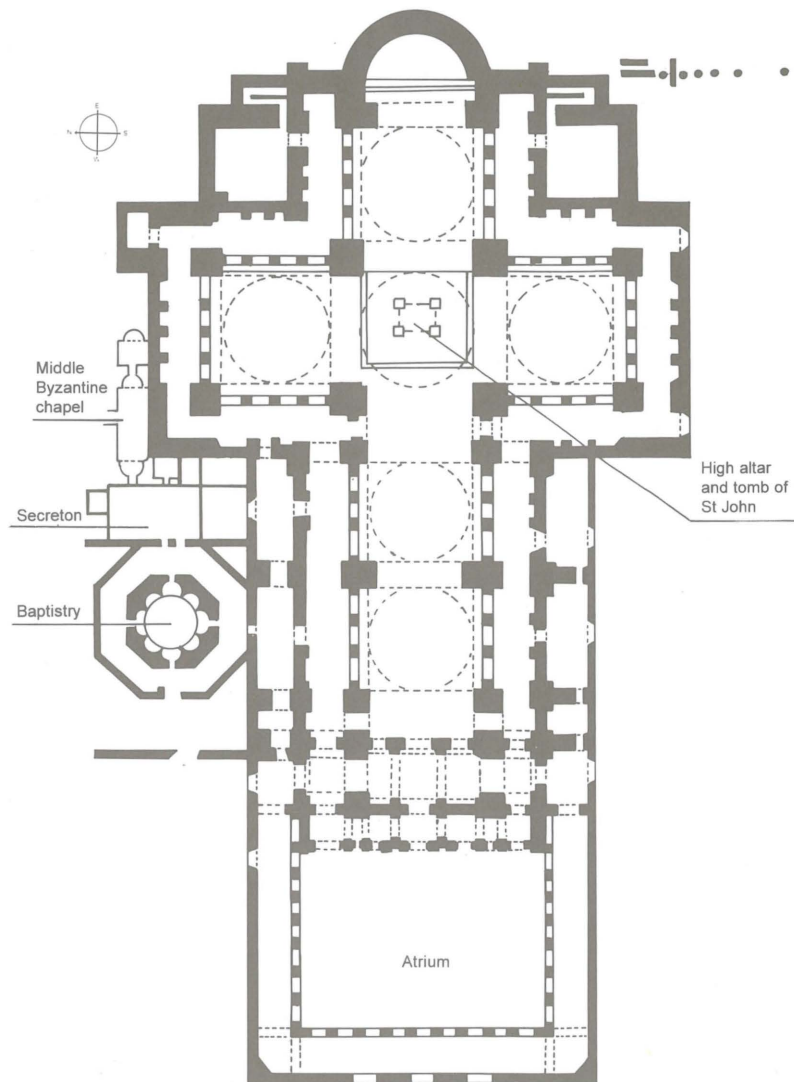 Middle
Byzantine
chapel
High altar
and tomb of
St John
Secreton
Baptistry
Atrium